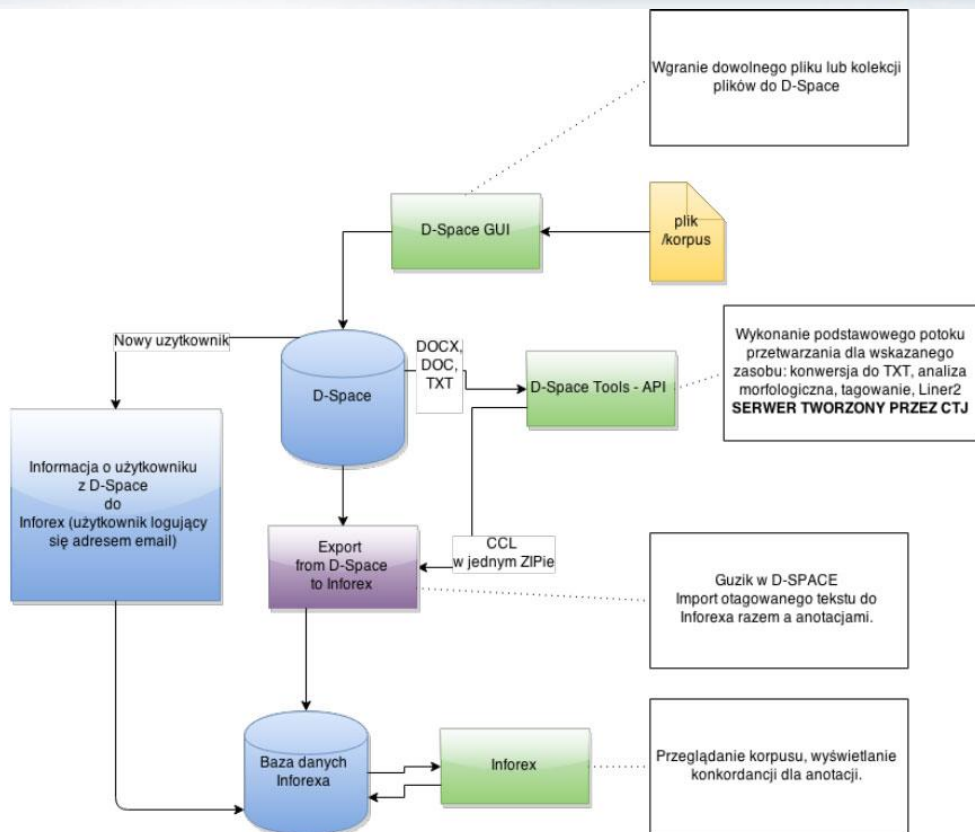 Wgranie dowolnego pliku lub kolekcji
plików do D-Space
D-Space GUI
plik
/korpus
Nowy uzytkownik
DOCX,
DOC,
TXT
D-Space
D-Space Tools - API
Wykonanie podstawowego potoku
przetwarzania dla wskazanego
zasobu: konwersja do TXT, analiza
morfologiczna, tagowanie, Liner2
SERWER TWORZONY PRZEZ CTJ
Informacja o użytkowniku
z D-Space
do
Inforex (użytkownik logujący
się adresem email)
Export
from D-Space
to Inforex
CCL
w jednym ZIPie
Guzik w D-SPACE
Import otagowanego tekstu do
Inforexa razem a anotacjami.
Baza danych
Inforexa
Inforex
Przeglądanie korpusu, wyświetlanie
konkordancji dla anotacji.